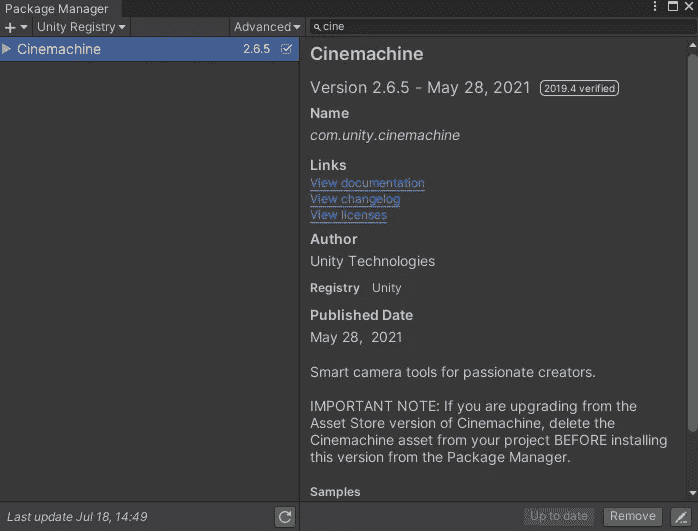 Package Manager
Unity Registry Advanced cine
Cinemachine 2.6.5
Cinemachine
Version 2.6.5 - May 28, 2021 2019.4 verified
Name
com.unity.cinemachine
Links
View documentation
View changelog
View licenses
Author
Unity Technologies
Registry Unity
Published Date
May 28, 2021
Smart camera tools for passionate creators.
IMPORTANT NOTE: If you are upgrading from the
Asset Store version of Cinemachine, delete the
Cinemachine asset from your project BEFORE installing
this version from the Package Manager.
Samples
Last update Jul 18, 14:49
Up to date Remove